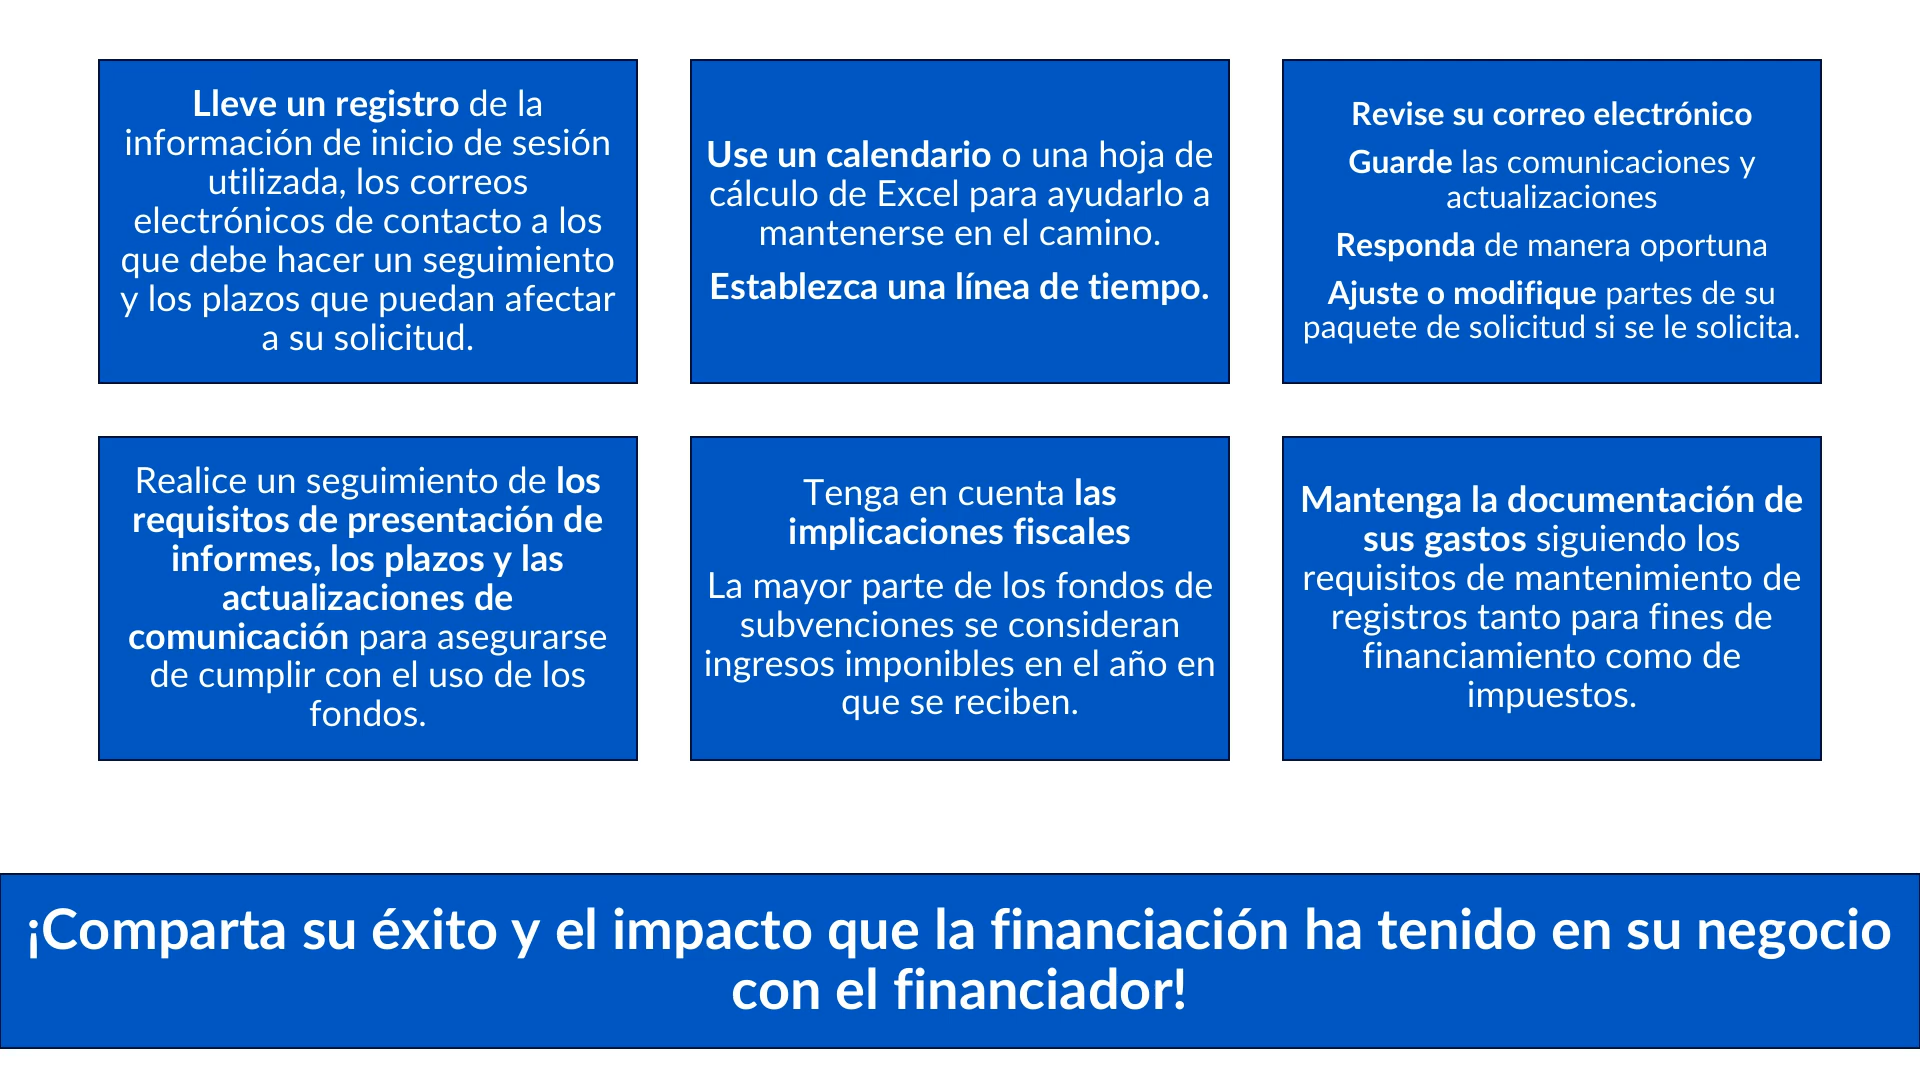 Lleve un registro de la
información de inicio de sesión
utilizada, los correos
electrónicos de contacto a los
que debe hacer un seguimiento
y los plazos que puedan afectar
a su solicitud.
Use un calendario o una hoja de
cálculo de Excel para ayudarlo a
mantenerse en el camino.
Establezca una línea de tiempo.
Revise su correo electrónico
Guarde las comunicaciones y
actualizaciones
Responda de manera oportuna
Ajuste o modifique partes de su
paquete de solicitud si se le solicita.
Realice un seguimiento de los
requisitos de presentación de
informes, los plazos y las
actualizaciones de
comunicación para asegurarse
de cumplir con el uso de los
fondos.
Tenga en cuenta las
implicaciones fiscales
La mayor parte de los fondos de
subvenciones se consideran
ingresos imponibles en el año en
que se reciben.
Mantenga la documentación de
sus gastos siguiendo los
requisitos de mantenimiento de
registros tanto para fines de
financiamiento como de
impuestos.
¡Comparta su éxito y el impacto que la financiación ha tenido en su negocio
con el financiador!